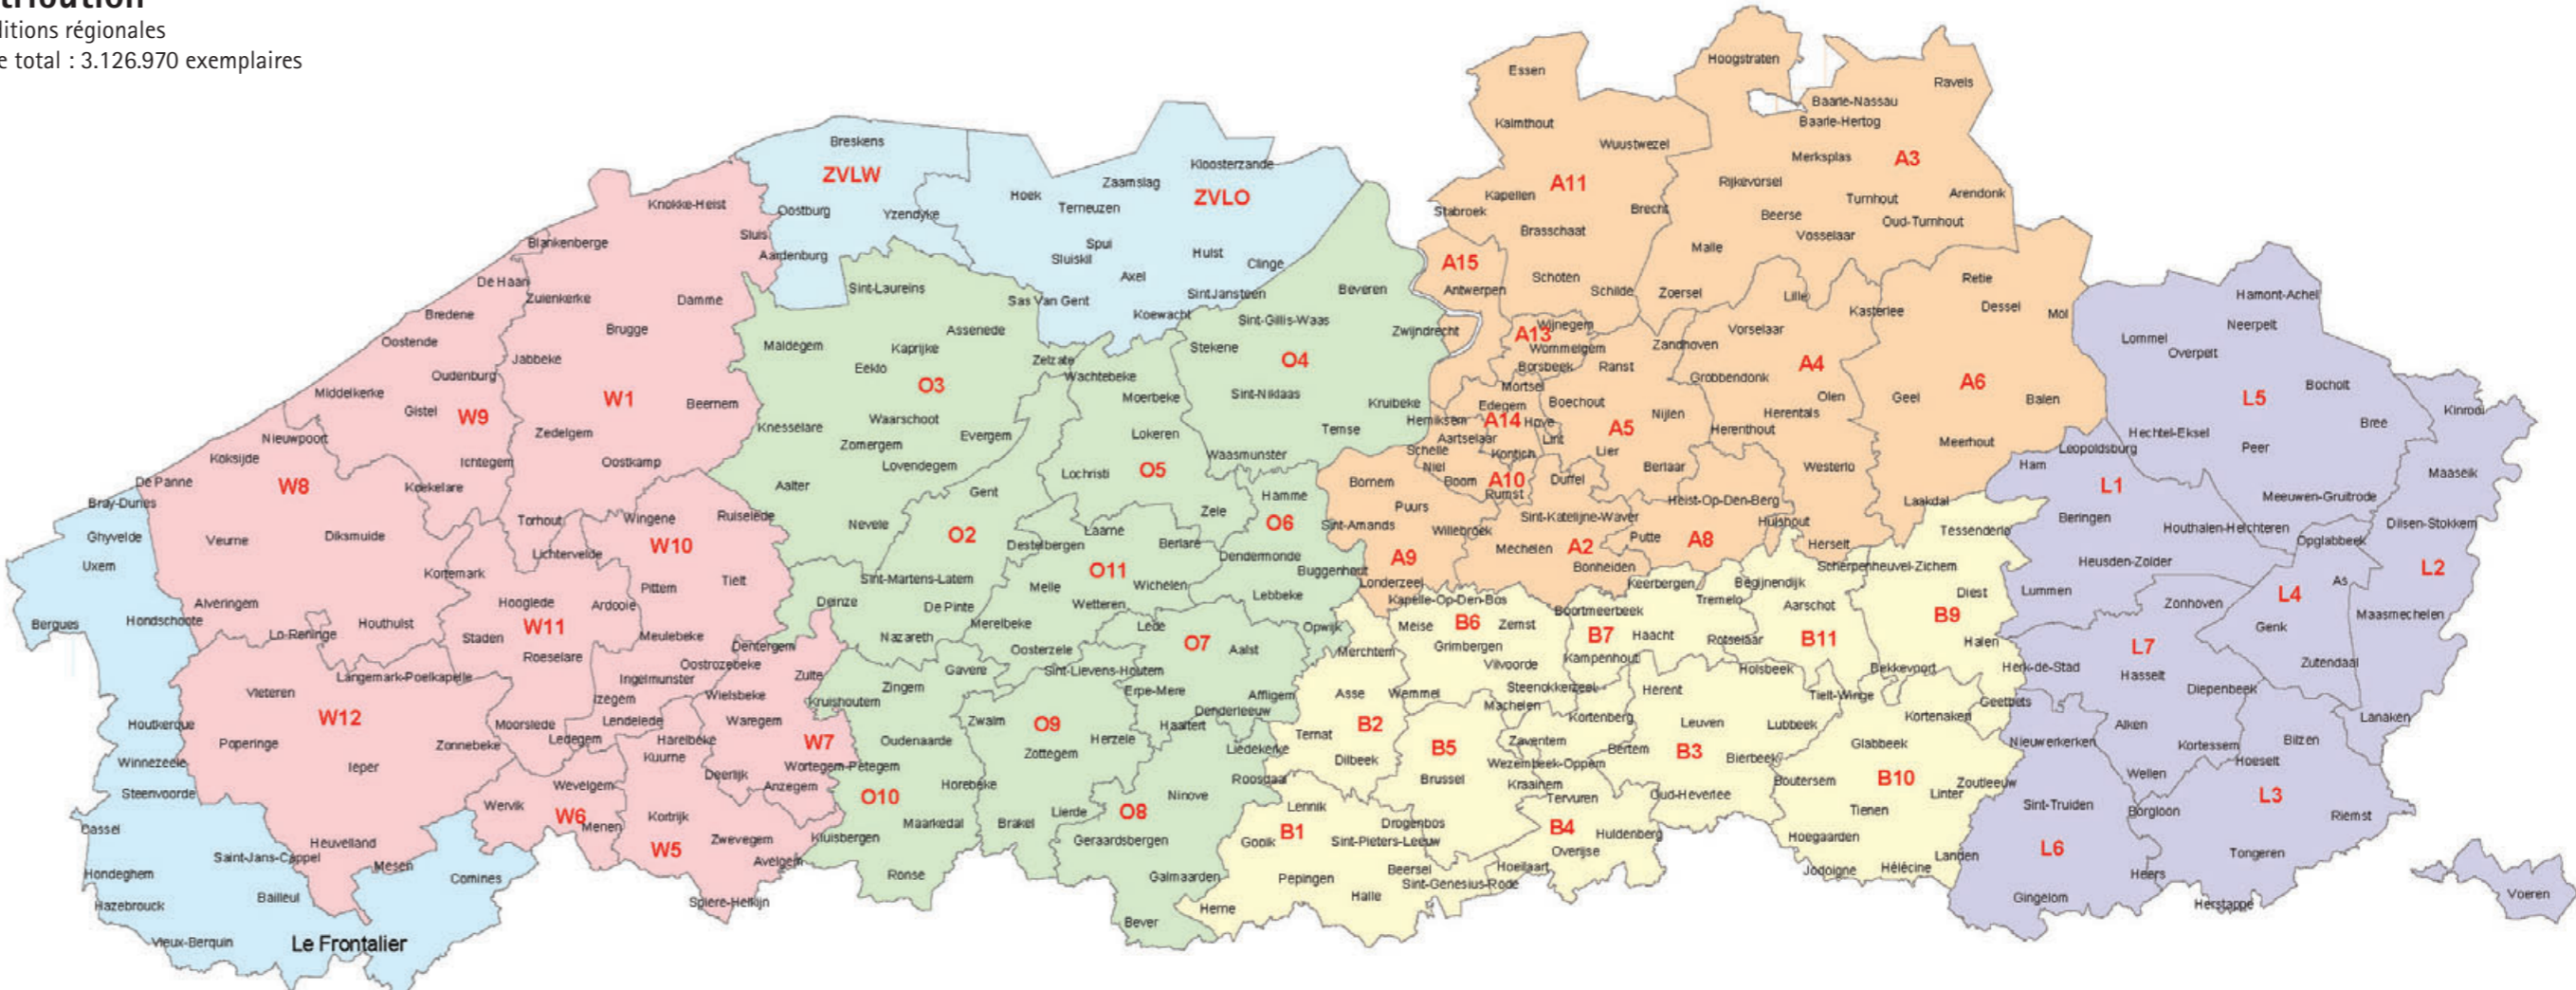 tribution
ditions régionales
e total : 3.126.970 exemplaires
Hoogstraten
Essen
Ravels
Baarle-Nassau
Baarle-Hertog
Kalmthout
Wuustwezel
Merksplas
A3
A11
Rijkevorsel
Kapellen
Turnhout
Arendonk
Stabroek
Brecht
Beerse
Oud-Turnhout
Brasschaat
Vosselaar
Malle
A15
Schoten
Antwerpen
Schilde
Zoersel
Lille
Retie
Kasterlee
Dessel
Mol
Wijnegem
A13
Wommelgem
Vorselaar
Zandhoven
Borsbeek
Ranst
A4
Grobbendonk
A6
Mortsel
Edegem
Boechout
Nijlen
Olen
Geel
Balen
Hemiksem
A14
Hove
A5
Herentals
Herenthout
Aartselaar
Lint
Meerhout
Schelle
Kontich
Lier
Niel
Berlaar
Westerlo
Bornem
Boom
A10
Duffel
Rumst
Heist-Op-Den-Berg
Laakdal
Puurs
Sint-Katelijne-Waver
Hulshout
Sint-Amands
Willebroek
Mechelen
A2
Putte
A8
Herselt
A9
Bonheiden
Londerzeel
Breskens
ZVLW
Oostburg
Yzendyke
Sluis
Aardenburg
Kloosterzande
Zaamslag
Hoek
ZVLO
Terneuzen
Spui
Sluiskil
Hulst
Clinge
Axel
Sas Van Gent
SintJansteen
Koewacht
Knokke-Heist
Blankenberge
De Haan
Zuienkerke
Damme
Bredene
Brugge
Oostende
Jabbeke
Oudenburg
Middelkerke
W1
Gistel
W9
Beernem
Zedelgem
Nieuwpoort
Koksijde
Ichtegem
Oostkamp
De Panne
W8
Koekelare
Torhout
Wingene
Ruiselede
Veurne
Diksmuide
Lichtervelde
W10
Kortemark
Pittem
Tielt
Alveringem
Hooglede
Ardooie
Lo-Reninge
Houthulst
W11
Staden
Meulebeke
Dentergem
Roeselare
Oostrozebeke
Langemark-Poelkapelle
Ingelmunster
Zulte
Vleteren
Izegem
Wielsbeke
W12
Moorslede
Lendelede
Waregem
Poperinge
Zonnebeke
Ledegem
Harelbeke
W7
Kuurne
Ieper
Deerlijk
Wevelgem
Anzegem
Wervik
W6
Menen
Kortrijk
Zwevegem
Heuvelland
W5
Avelgem
Mesen
Spiere-Helkijn
Bray-Dunes
Ghyvelde
Uxem
Bergues
Hondschoote
Houtkerque
Winnezeele
Steenvoorde
Cassel
Saint-Jans-Cappel
Hondeghem
Bailleul
Hazebrouck
Comines
Vieux-Berquin
Le Frontalier
Sint-Laureins
Beveren
Assenede
Sint-Gillis-Waas
Zwijndrecht
Maldegem
Kaprijke
Stekene
Eeklo
O3
Zelzate
Wachtebeke
O4
Moerbeke
Sint-Niklaas
Kruibeke
Waarschoot
Knesselare
Zomergem
Evergem
Lokeren
Temse
Lovendegem
Waasmunster
Aalter
Lochristi
O5
Gent
Hamme
Zele
Nevele
O2
Laarne
O6
Destelbergen
Berlare
Dendermonde
Sint-Martens-Latem
O11
Buggenhout
Melle
Wichelen
Lebbeke
Deinze
De Pinte
Wetteren
Merelbeke
Lede
Opwijk
Nazareth
Oosterzele
O7
Aalst
Gavere
Sint-Lievens-Houtem
Zingem
Erpe-Mere
Affligem
Kruishoutem
Denderleeuw
Zwalm
O9
Haaltert
Oudenaarde
Herzele
Liedekerke
Zottegem
Wortegem-Petegem
Roosdaal
Horebeke
O10
Ninove
Lierde
O8
Maarkedal
Brakel
Kluisbergen
Geraardsbergen
Ronse
Galmaarden
Bever
Tessenderlo
Scherpenheuvel-Zichem
Begijnendijk
Keerbergen
Diest
Kapelle-Op-Den-Bos
Tremelo
Aarschot
Boortmeerbeek
B9
B6
Zemst
Meise
B7
Haacht
Rotselaar
B11
Halen
Grimbergen
Merchtem
Vilvoorde
Kampenhout
Holsbeek
Bekkevoort
Asse
Wemmel
Steenokkerzeel
Herent
Tielt-Winge
Geetbets
Machelen
Kortenberg
Leuven
Lubbeek
Kortenaken
Ternat
B2
B5
Zaventem
Glabbeek
Dilbeek
Wezembeek-Oppem
Bertem
B3
Bierbeek
Brussel
Kraainem
Boutersem
B10
Zoutleeuw
Tervuren
Oud-Heverlee
Linter
Lennik
Tienen
Drogenbos
B1
B4
Huldenberg
Hoegaarden
Gooik
Sint-Pieters-Leeuw
Overijse
Landen
Beersel
Hoeilaart
Jodoigne
Hélécine
Pepingen
Sint-Genesius-Rode
Halle
Herne
Hamont-Achel
Neerpelt
Lommel
Overpelt
L5
Bocholt
Kinrooi
Bree
Hechtel-Eksel
Leopoldsburg
Peer
Ham
Maaseik
L1
Meeuwen-Gruitrode
Beringen
Houthalen-Helchteren
Dilsen-Stokkem
Opglabbeek
Heusden-Zolder
L2
As
Lummen
L4
Zonhoven
Maasmechelen
Genk
L7
Zutendaal
Herk-de-Stad
Hasselt
Diepenbeek
Alken
Lanaken
Nieuwerkerken
Kortessem
Bilzen
Hoeselt
Wellen
L3
Sint-Truiden
Borgloon
Riemst
L6
Tongeren
Heers
Gingelom
Herstappe
Voeren